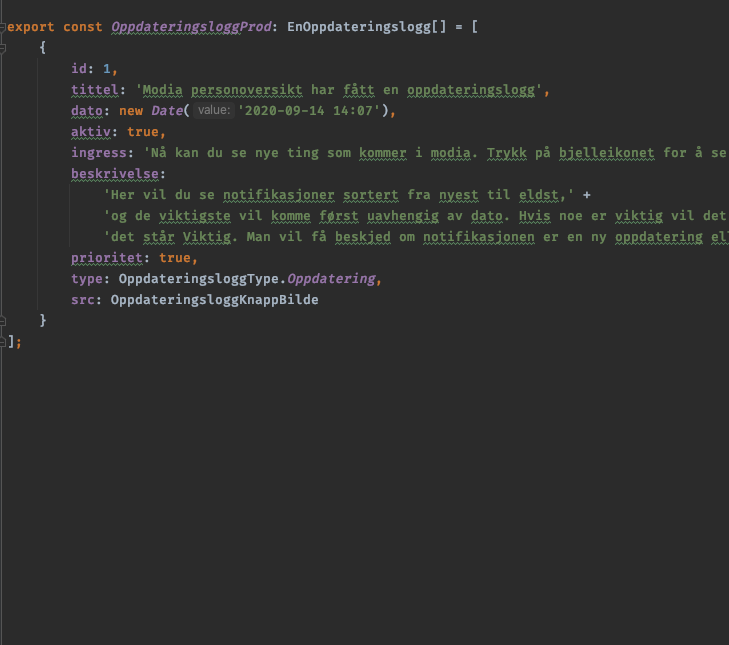 export const OppdateringsloggProd: EnOppdateringslogg[] = [
{
id: 1,
tittel: 'Modia personoversikt har fått en oppdateringslogg',
dato: new Date( value: '2020-09-14 14:07'),
aktiv: true,
ingress: 'Nå kan du se nye ting som kommer i modia. Trykk på bjelleikonet for å se
beskrivelse:
'Her vil du se notifikasjoner sortert fra nyest til eldst,' +
'og de viktigste vil komme først uavhengig av dato. Hvis noe er viktig vil det
'det står Viktig. Man vil få beskjed om notifikasjonen er en ny oppdatering
prioritet: true,
type: OppdateringsloggType.Oppdatering,
src: OppdateringsloggKnappBilde
}
];